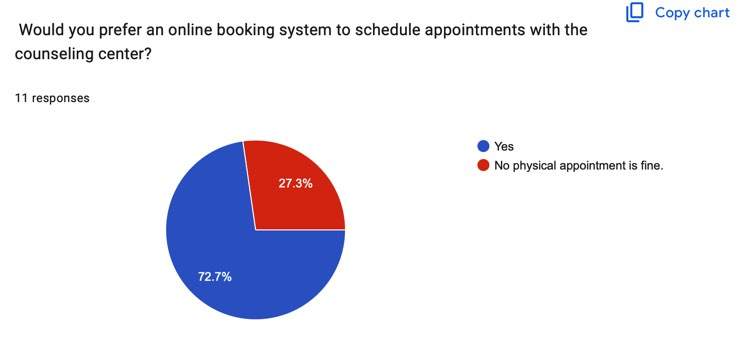 Copy chart
Would you prefer an online booking system to schedule appointments with the
counseling center?
11 responses
Yes
No physical appointment is fine.
27.3%
72.7%